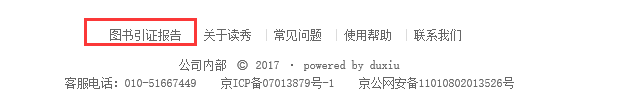 图书引证报告 关于读秀 | 常见问题 | 使用帮助 | 联系我们
公司内部 © 2017 · powered by duxiu
客服电话：010-51667449 京ICP备07013879号-1 京公网安备11010802013526号